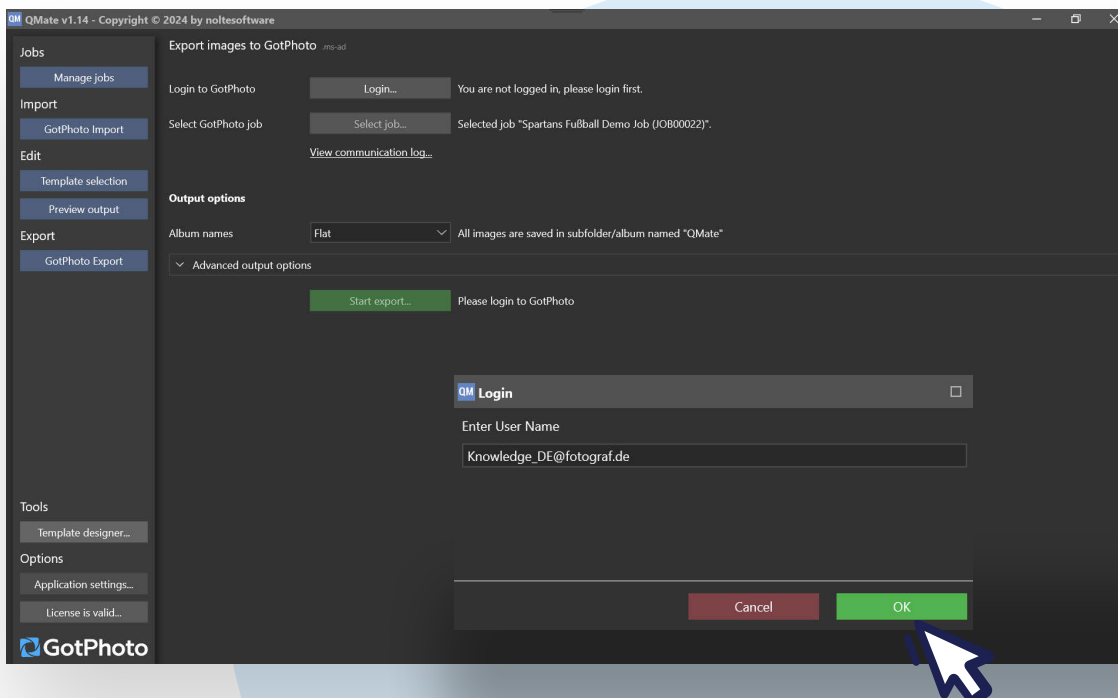 QM QMate v1.14 - Copyright © 2024 by noltesoftware
Jobs
Manage jobs
Import
GotPhoto Import
Edit
Template selection
Preview output
Export
GotPhoto Export
Tools
Template designer...
Options
Application settings...
License is valid...
GotPhoto
Export images to GotPhoto .ms-ad
Login to GotPhoto Login... You are not logged in, please login first.
Select GotPhoto job Select job... Selected job "Spartans Fußball Demo Job (JOB00022)".
View communication log...
Output options
Album names Flat All images are saved in subfolder/album named "QMate"
Advanced output options
Start export... Please login to GotPhoto
QM Login
Enter User Name
Knowledge_DE@fotograf.de
Cancel OK